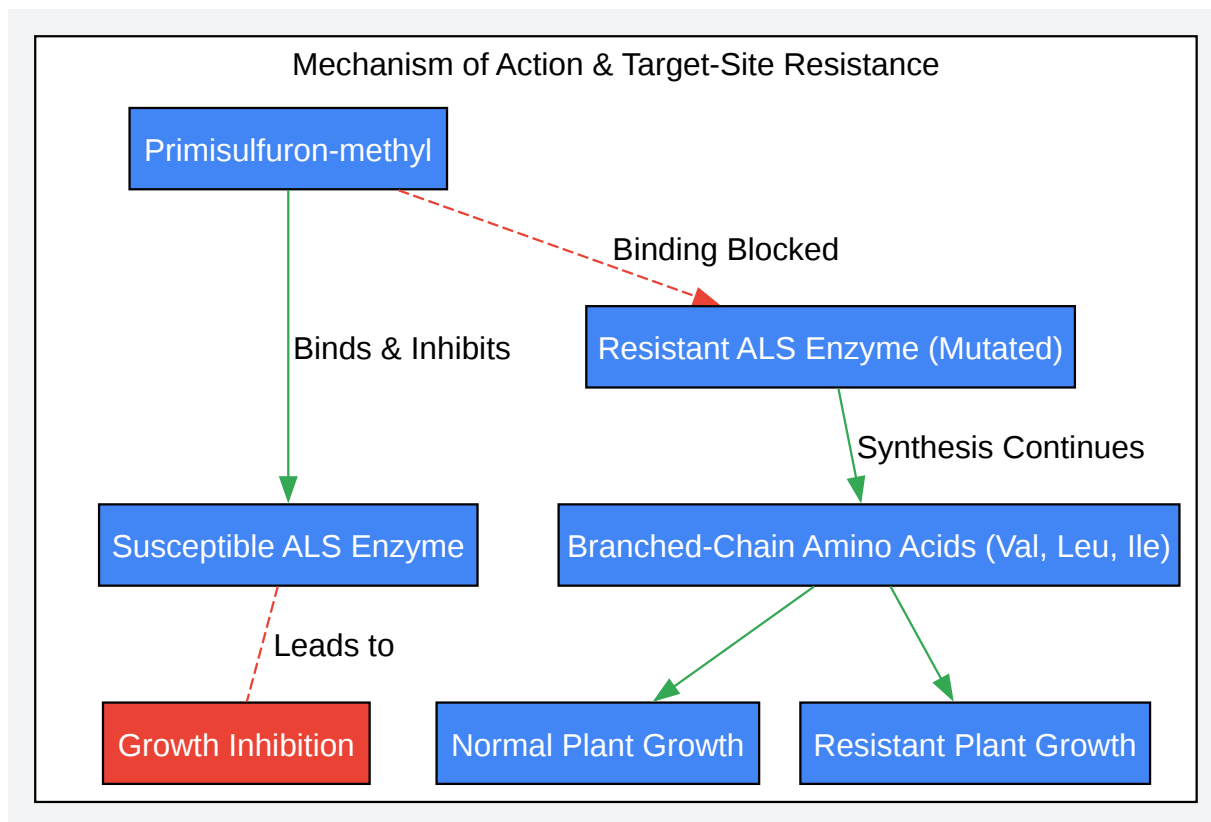 Mechanism of Action & Target-Site Resistance
Primisulfuron-methyl
Binding Blocked
Binds & Inhibits
Resistant ALS Enzyme (Mutated)
Synthesis Continues
Susceptible ALS Enzyme
Branched-Chain Amino Acids (Val, Leu, Ile)
Leads to
Growth Inhibition
Normal Plant Growth
Resistant Plant Growth